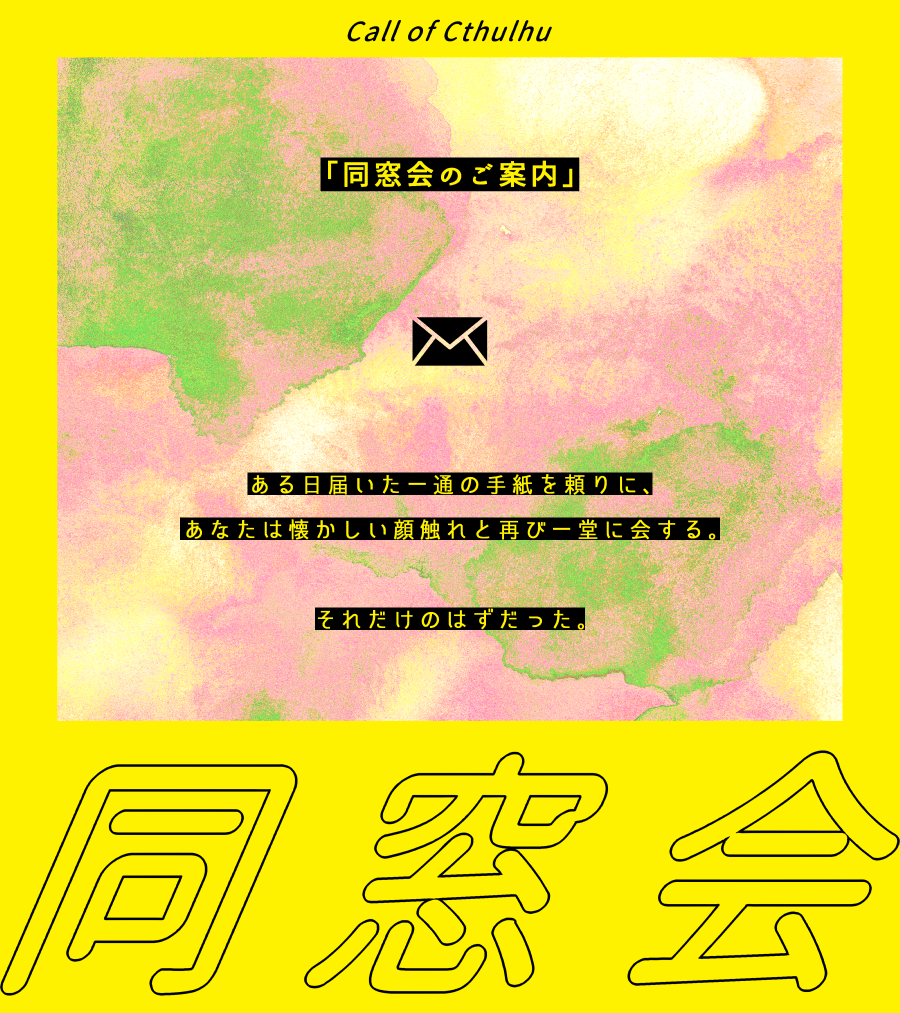 Call of Cthulhu
「同窓会のご案内」
ある日届いた一通の手紙を頼りに、
あなたは懐かしい顔触れと再び一堂に会する。
それだけのはずだった。
同窓会